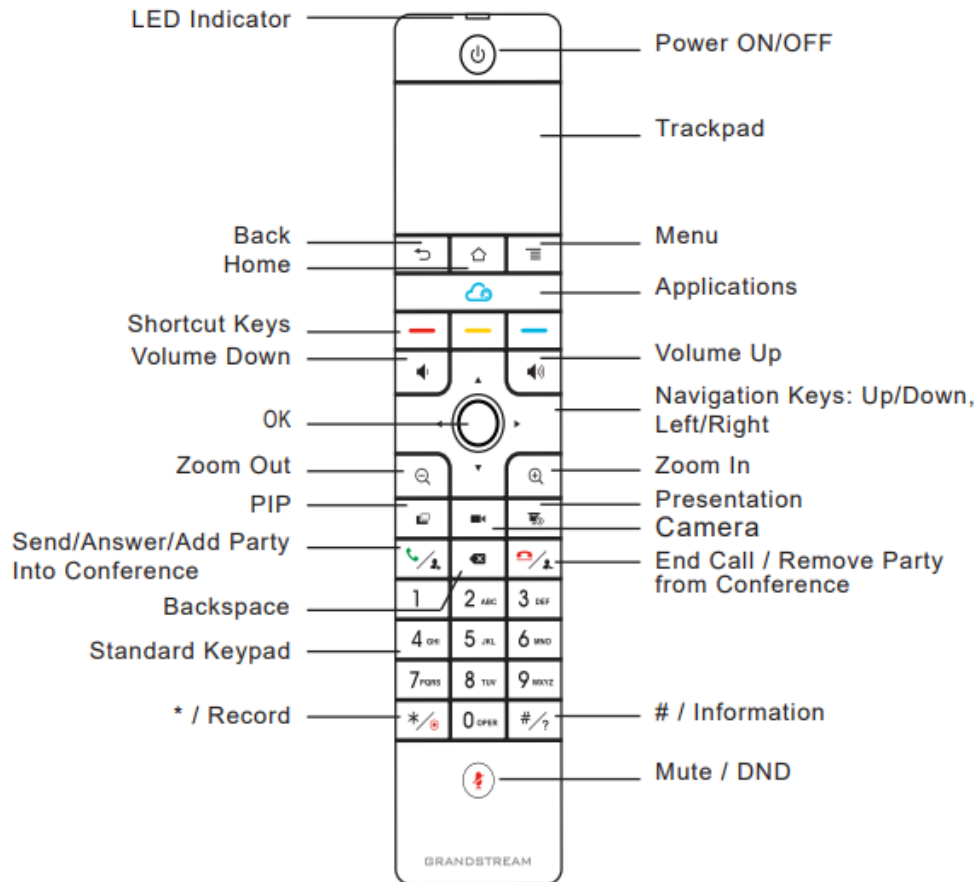 LED Indicator
Power ON/OFF
Trackpad
Back
Menu
Home
Applications
Shortcut Keys
Volume Down
Volume Up
OK
Navigation Keys: Up/Down,
Left/Right
Zoom Out
Zoom In
PIP
Presentation
Camera
Send/Answer/Add Party
Into Conference
End Call / Remove Party
from Conference
Backspace
1 2 ABC 3 DEF
Standard Keypad
4 GHI 5 JKL 6 MNO
7 PQRS 8 TUV 9 WXYZ
* / Record
*/ 0 OPER #/?
# / Information
Mute / DND
GRANDSTREAM